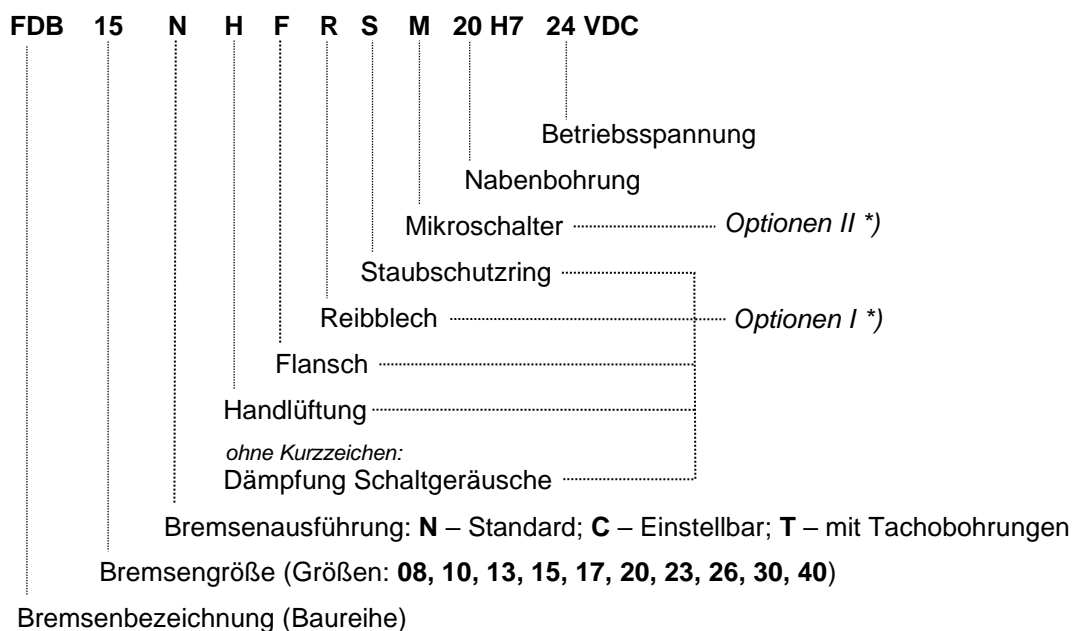 FDB 15 N H F R S M 20 H7 24 VDC
Betriebsspannung
Nabenbohrung
Mikroschalter Optionen II *)
Staubschutzring
Reibblech Optionen I *)
Flansch
Handlüftung
ohne Kurzzeichen:
Dämpfung Schaltgeräusche
Bremsenausführung: N – Standard; C – Einstellbar; T – mit Tachobohrungen
Bremsengröße (Größen: 08, 10, 13, 15, 17, 20, 23, 26, 30, 40)
Bremsenbezeichnung (Baureihe)